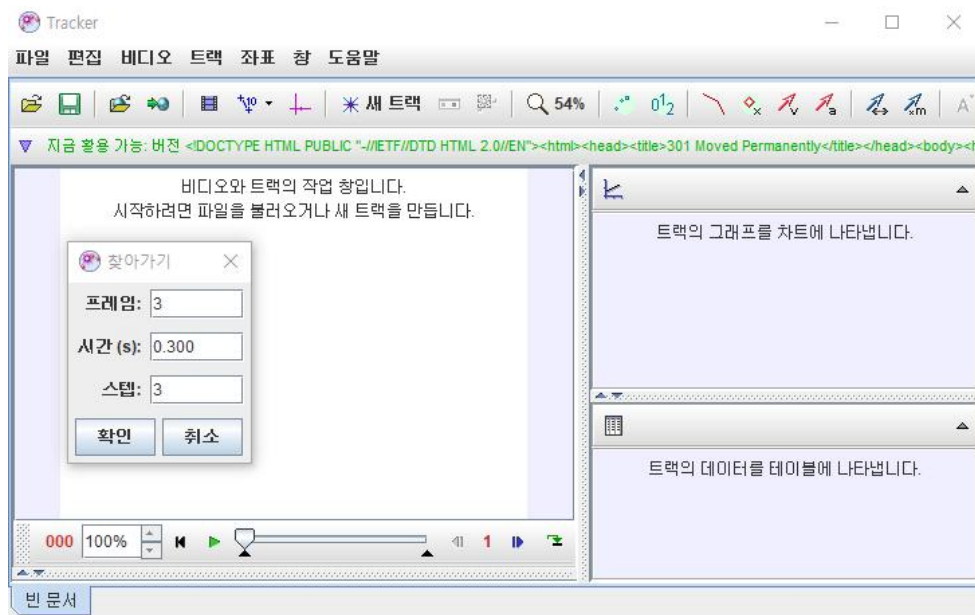 Tracker
파일 편집 비디오 트랙 좌표 창 도움말
새 트랙 54%
지금 활용 가능: 버전 <!DOCTYPE HTML PUBLIC "-//IETF//DTD HTML 2.0//EN"><html><head><title>301 Moved Permanently</title></head><body><h
비디오와 트랙의 작업 창입니다.
시작하려면 파일을 불러오거나 새 트랙을 만듭니다.
찾아가기
프레임: 3
시간 (s): 0.300
스텝: 3
확인 취소
트랙의 그래프를 차트에 나타냅니다.
트랙의 데이터를 테이블에 나타냅니다.
000 100% 1
빈 문서